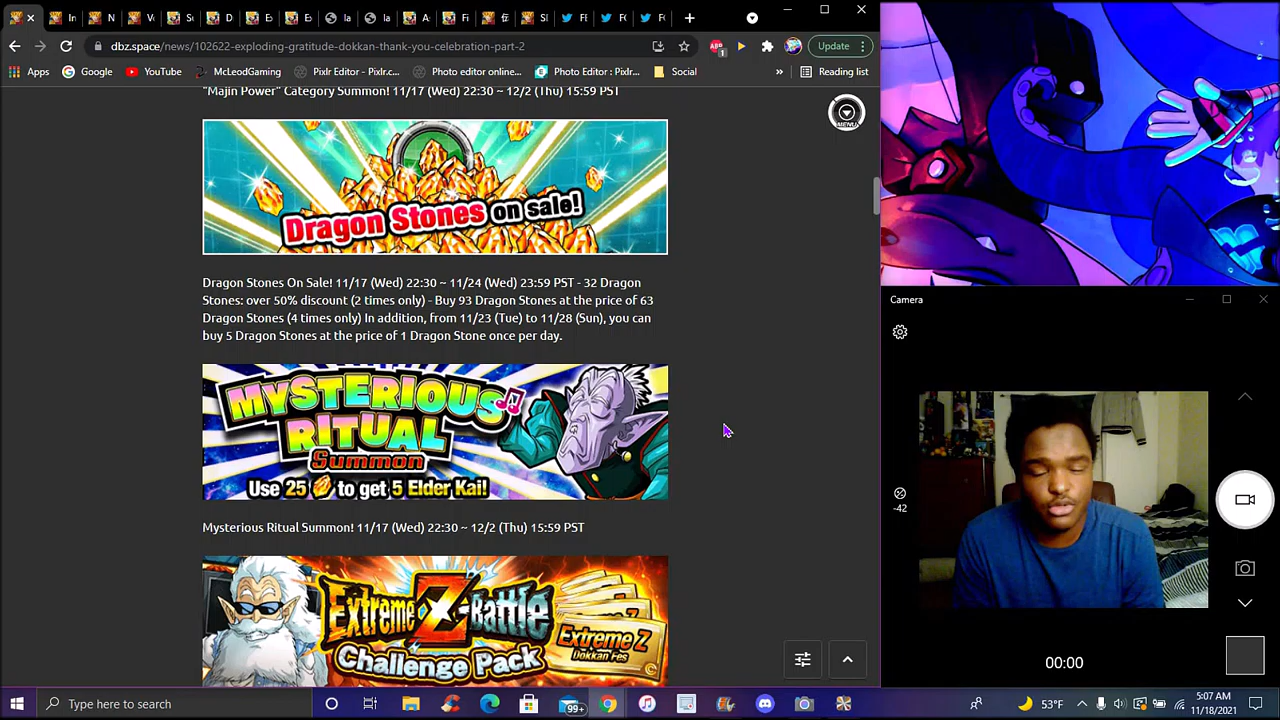 dbz.space/news/102622-exploding-gratitude-dokkan-thank-you-celebration-part-2
Update
Apps
Google
YouTube
McLeodGaming
Pixlr Editor - Pixlr.c...
Photo editor online...
Photo Editor : Pixlr...
Social
»
Reading list
"Majin Power" Category Summon! 11/17 (Wed) 22:30 ~ 12/2 (Thu) 15:59 PST
MENU
Dragon Stones on sale!
Dragon Stones On Sale! 11/17 (Wed) 22:30 ~ 11/24 (Wed) 23:59 PST - 32 Dragon
Stones: over 50% discount (2 times only) - Buy 93 Dragon Stones at the price of 63
Dragon Stones (4 times only) In addition, from 11/23 (Tue) to 11/28 (Sun), you can
buy 5 Dragon Stones at the price of 1 Dragon Stone once per day.
MYSTERIOUS
RITUAL
Summon
Use 25 to get 5 Elder Kai!
Mysterious Ritual Summon! 11/17 (Wed) 22:30 ~ 12/2 (Thu) 15:59 PST
Extreme Z-Battle
Challenge Pack
Extreme Z
Dokkan Fes
Camera
-42
00:00
Type here to search
99+
53°F
5:07 AM
11/18/2021